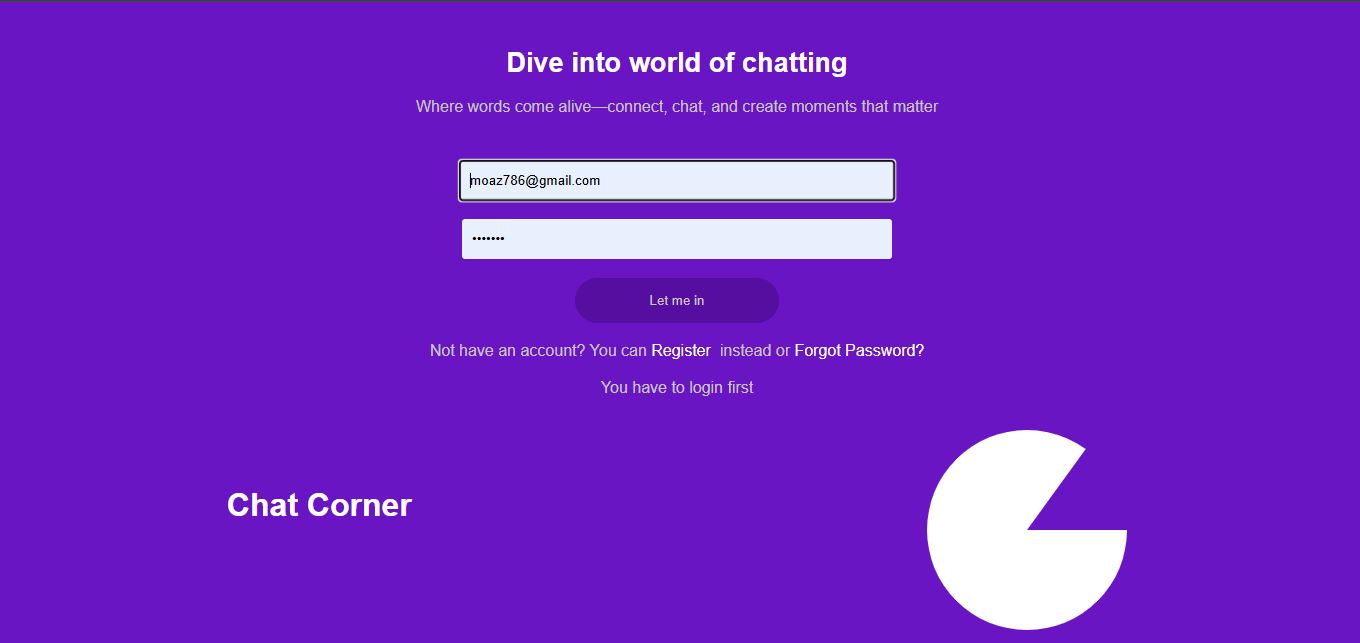 Dive into world of chatting
Where words come alive—connect, chat, and create moments that matter
moaz786@gmail.com
•••••••
Let me in
Not have an account? You can Register instead or Forgot Password?
You have to login first
Chat Corner